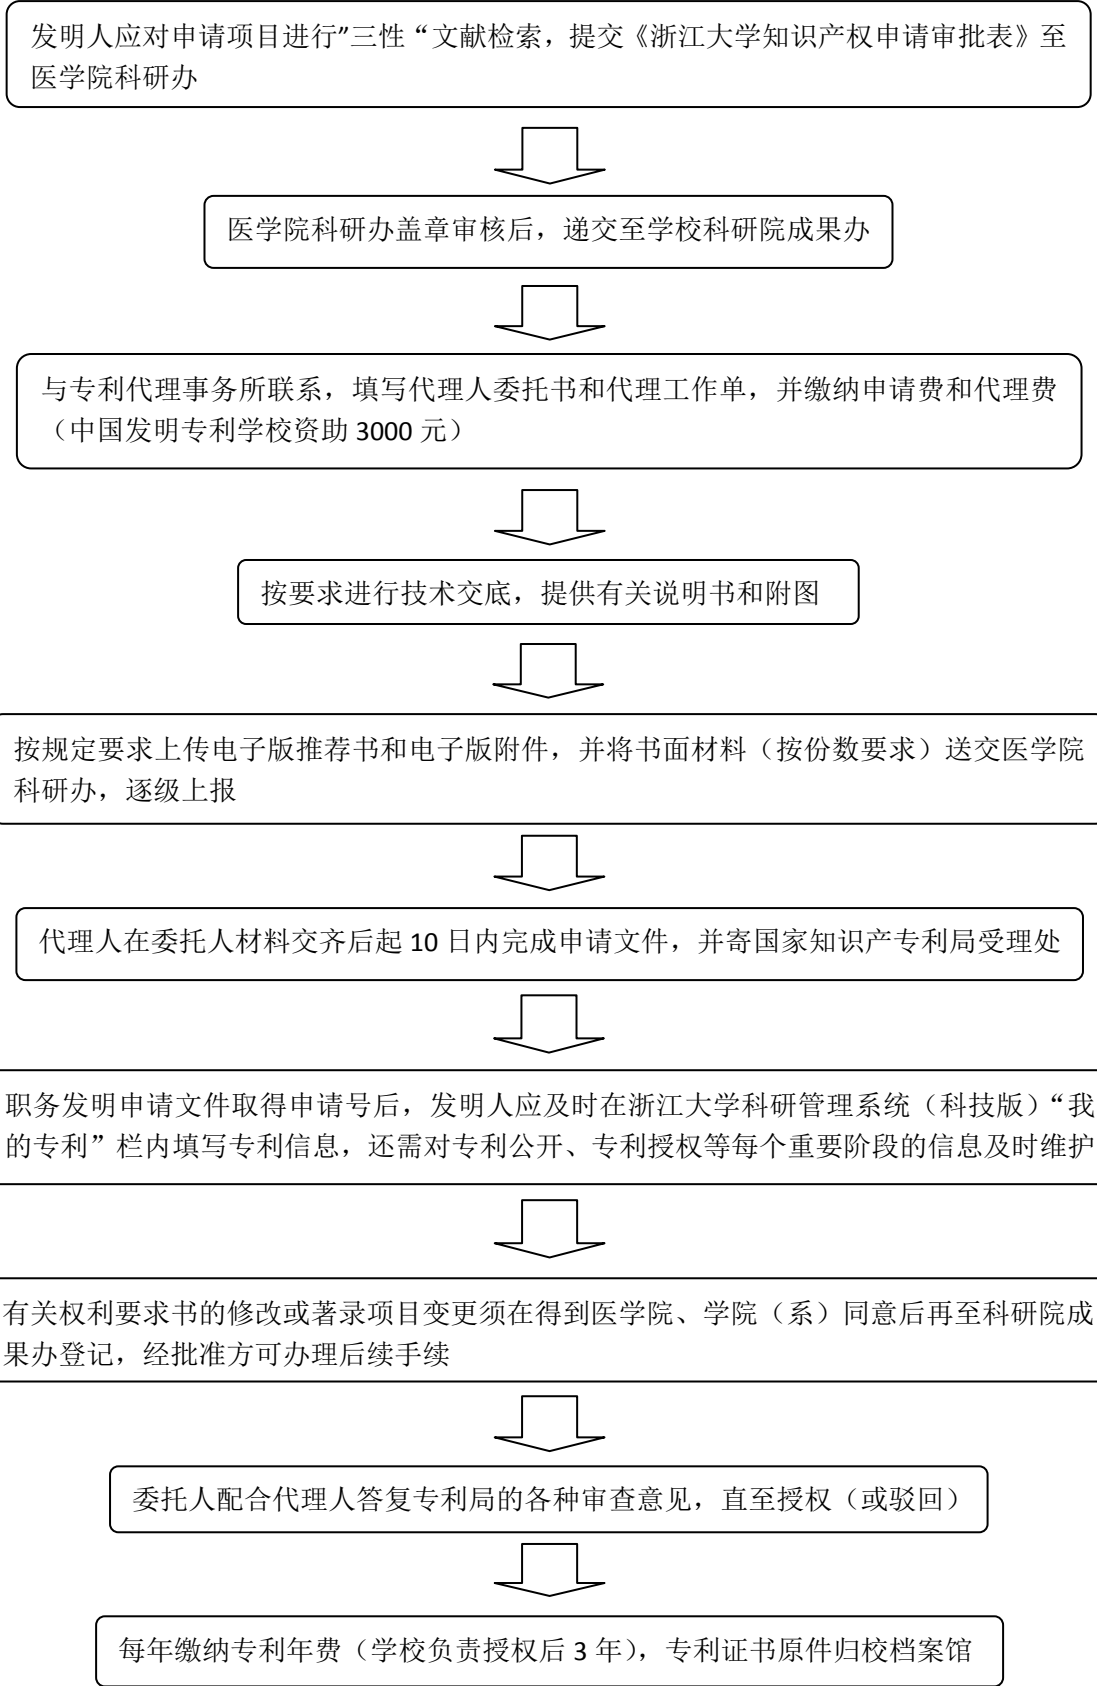 发明人应对申请项目进行”三性“文献检索，提交《浙江大学知识产权申请审批表》至
医学院科研办
医学院科研办盖章审核后，递交至学校科研院成果办
与专利代理事务所联系，填写代理人委托书和代理工作单，并缴纳申请费和代理费
（中国发明专利学校资助 3000 元）
按要求进行技术交底，提供有关说明书和附图
按规定要求上传电子版推荐书和电子版附件，并将书面材料（按份数要求）送交医学院
科研办，逐级上报
代理人在委托人材料交齐后起 10 日内完成申请文件，并寄国家知识产专利局受理处
职务发明申请文件取得申请号后，发明人应及时在浙江大学科研管理系统（科技版）“我
的专利”栏内填写专利信息，还需对专利公开、专利授权等每个重要阶段的信息及时维护
有关权利要求书的修改或著录项目变更须在得到医学院、学院（系）同意后再至科研院成
果办登记，经批准方可办理后续手续
委托人配合代理人答复专利局的各种审查意见，直至授权（或驳回）
每年缴纳专利年费（学校负责授权后 3 年），专利证书原件归校档案馆